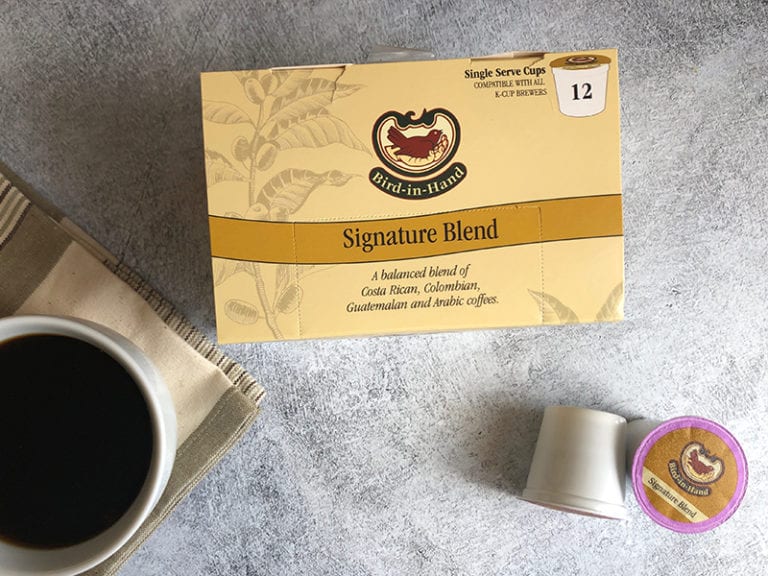 Single Serve Cups
COMPATIBLE WITH ALL
K-CUP BREWERS
12
Bird-in-Hand
Signature Blend
A balanced blend of
Costa Rican, Colombian,
Guatemalan and Arabic coffees.
Bird-in-Hand
Signature Blend